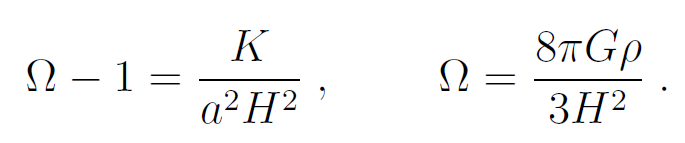 Ω − 1 = K / a²H² ,     Ω = 8πGρ / 3H² .